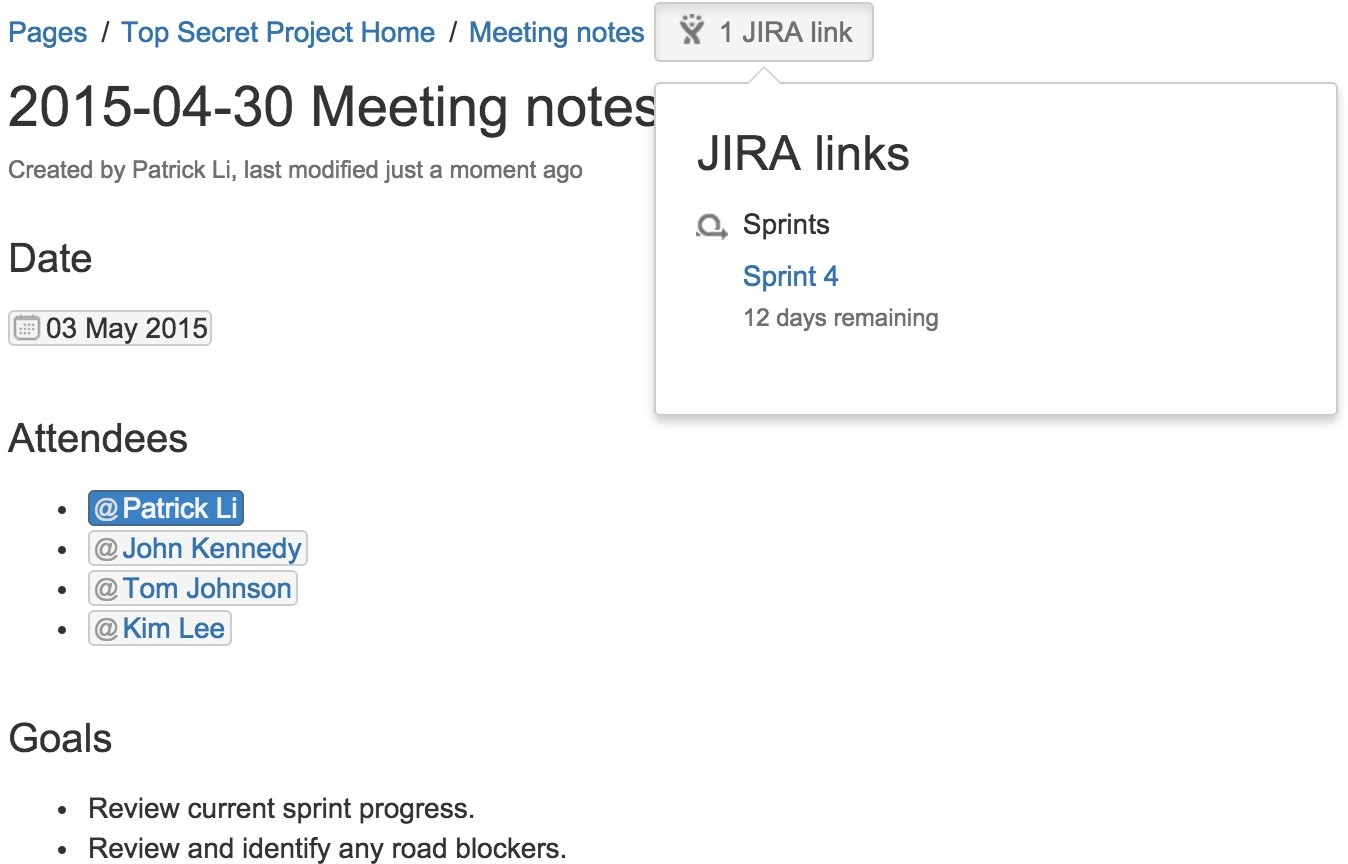 Pages / Top Secret Project Home / Meeting notes
1 JIRA link
2015-04-30 Meeting notes
Created by Patrick Li, last modified just a moment ago
JIRA links
Sprints
Sprint 4
12 days remaining
Date
03 May 2015
Attendees
@Patrick Li
@John Kennedy
@Tom Johnson
@Kim Lee
Goals
• Review current sprint progress.
• Review and identify any road blockers.